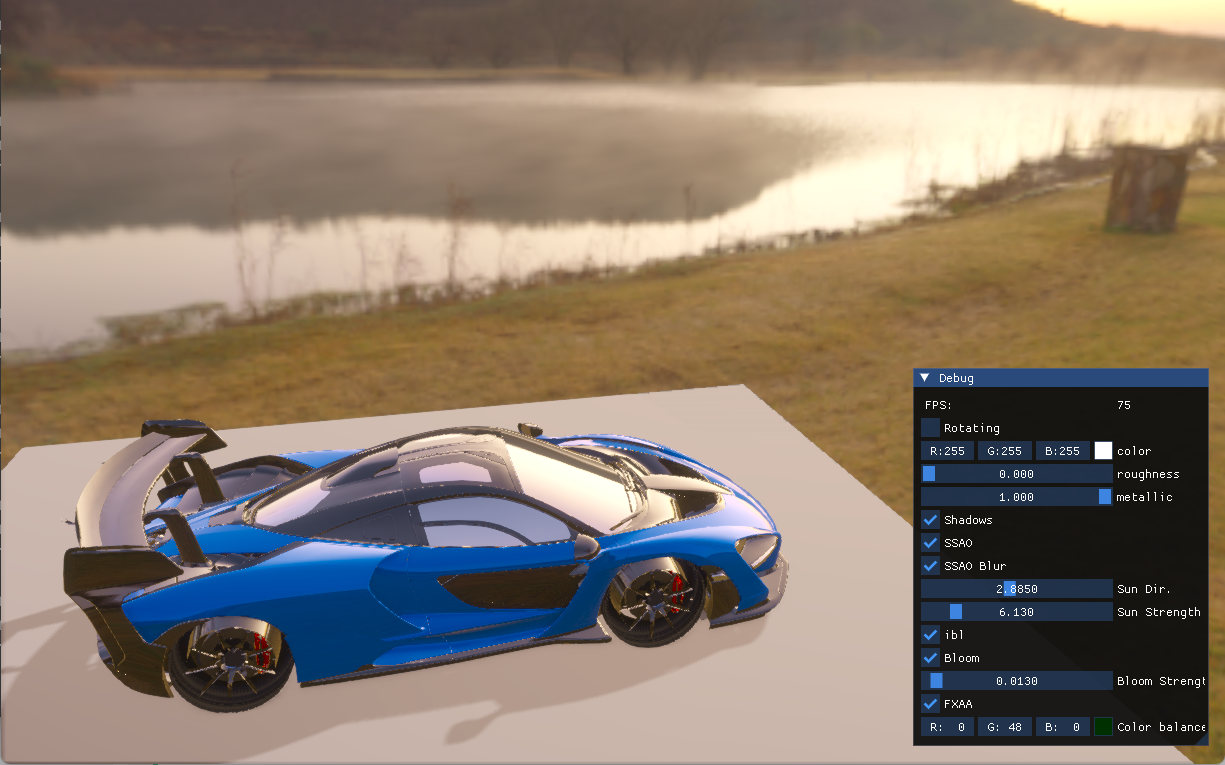 Debug
FPS: 75
Rotating
R:255 G:255 B:255 color
0.000 roughness
1.000 metallic
Shadows
SSAO
SSAO Blur
2.8850 Sun Dir.
6.130 Sun Strength
ibl
Bloom
0.0130 Bloom Strengt
FXAA
R: 0 G: 48 B: 0 Color balance